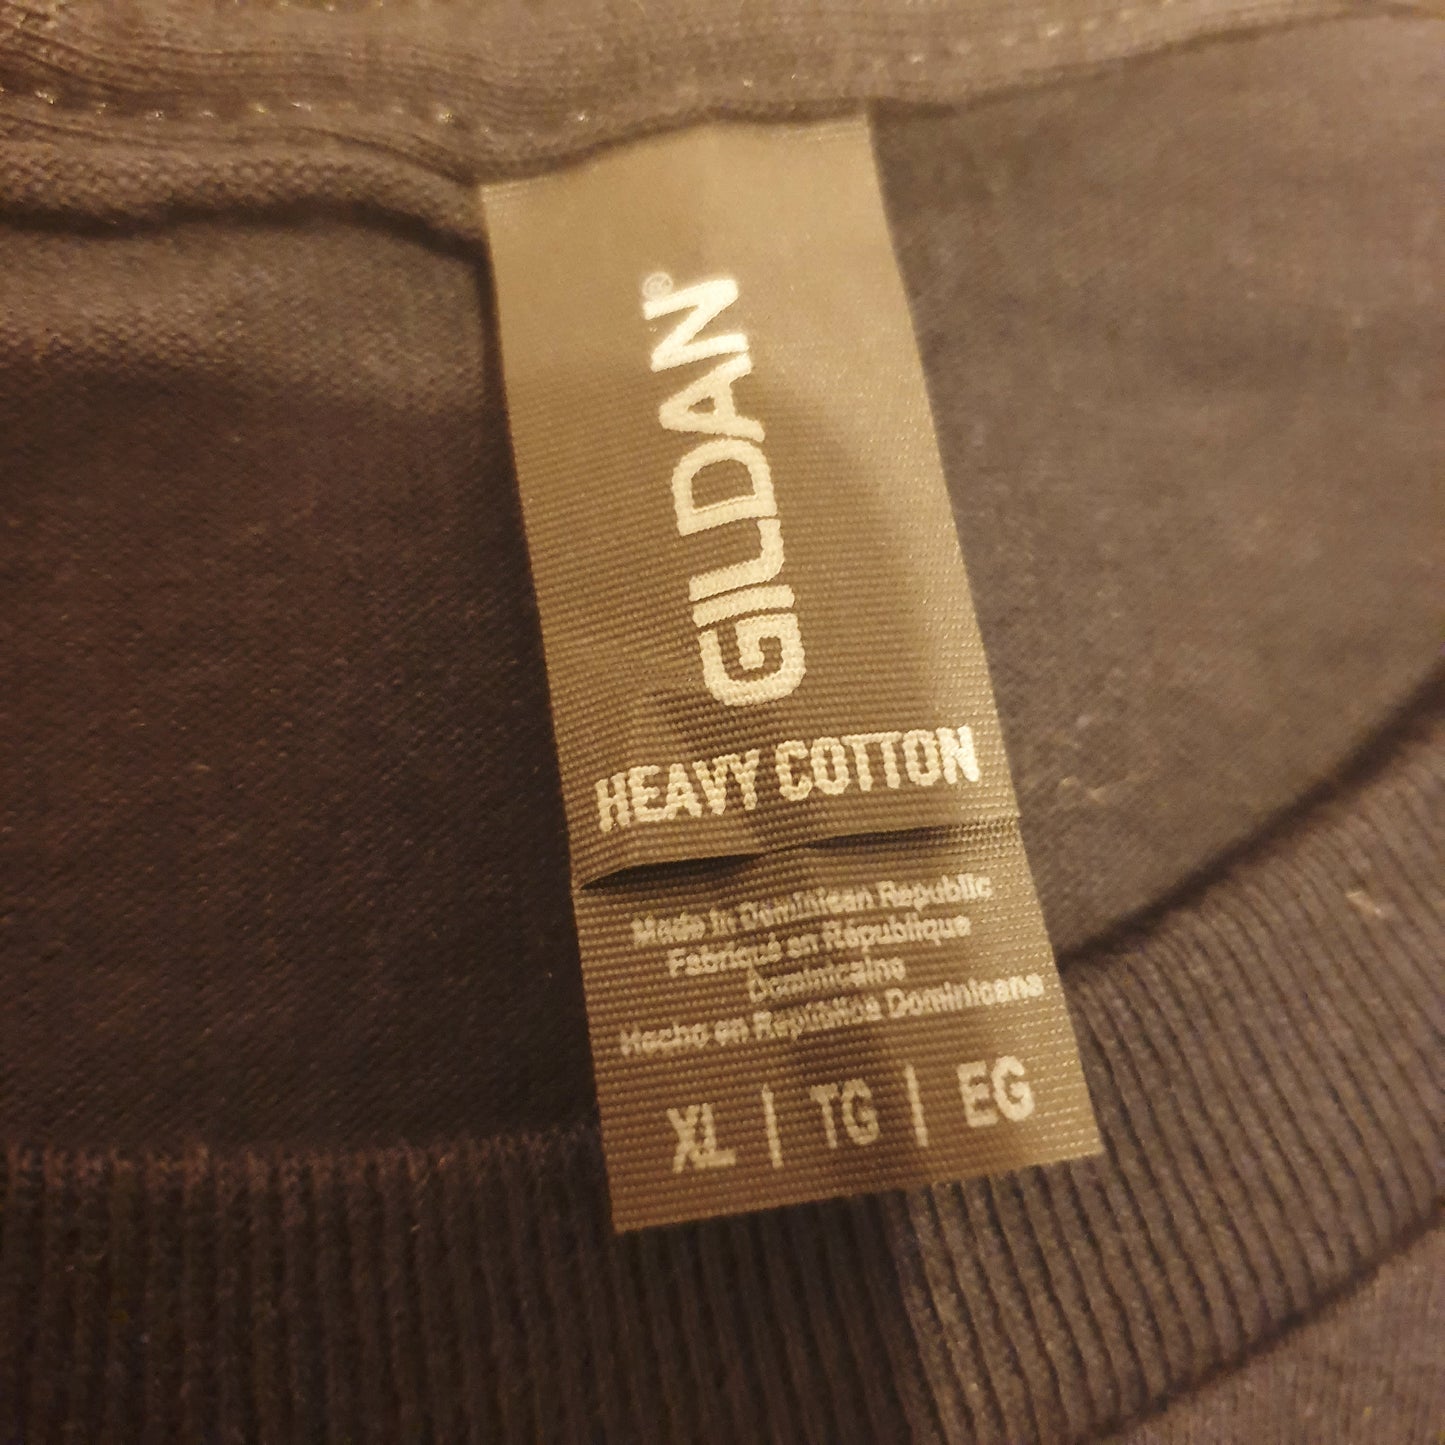 GILDAN®
HEAVY COTTON
Made in Dominican Republic
Fabriqué en République
Dominicaine
Hecho en República Dominicana
XL | TG | EG